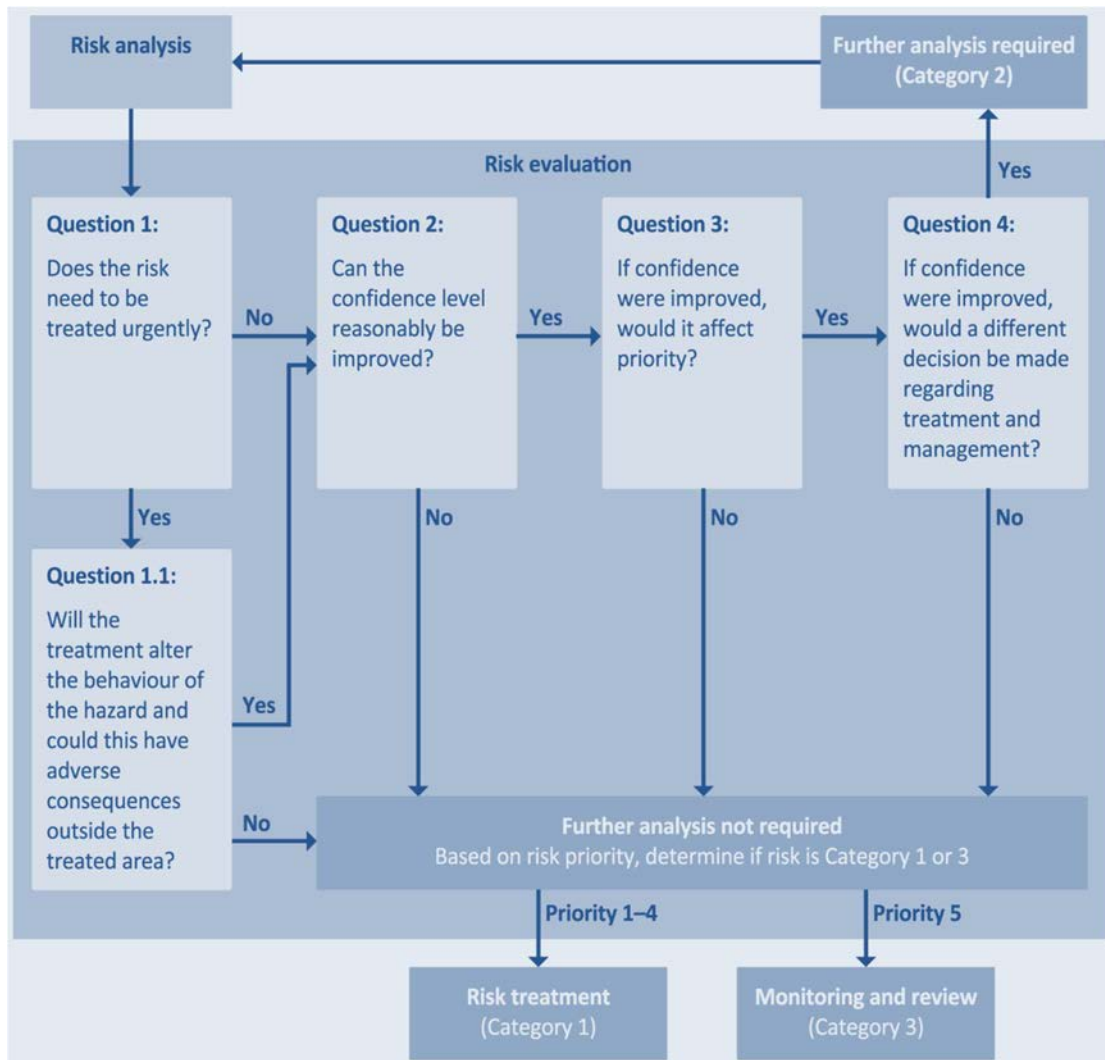 Risk analysis
Further analysis required
(Category 2)
Risk evaluation
Yes
Question 1:
Does the risk
need to be
treated urgently?
No
Question 2:
Can the
confidence level
reasonably be
improved?
Yes
Question 3:
If confidence
were improved,
would it affect
priority?
Yes
Question 4:
If confidence
were improved,
would a different
decision be made
regarding
treatment and
management?
Yes
No
No
No
Question 1.1:
Will the
treatment alter
the behaviour of
the hazard and
could this have
adverse
consequences
outside the
treated area?
Yes
No
Further analysis not required
Based on risk priority, determine if risk is Category 1 or 3
Priority 1–4
Priority 5
Risk treatment
(Category 1)
Monitoring and review
(Category 3)